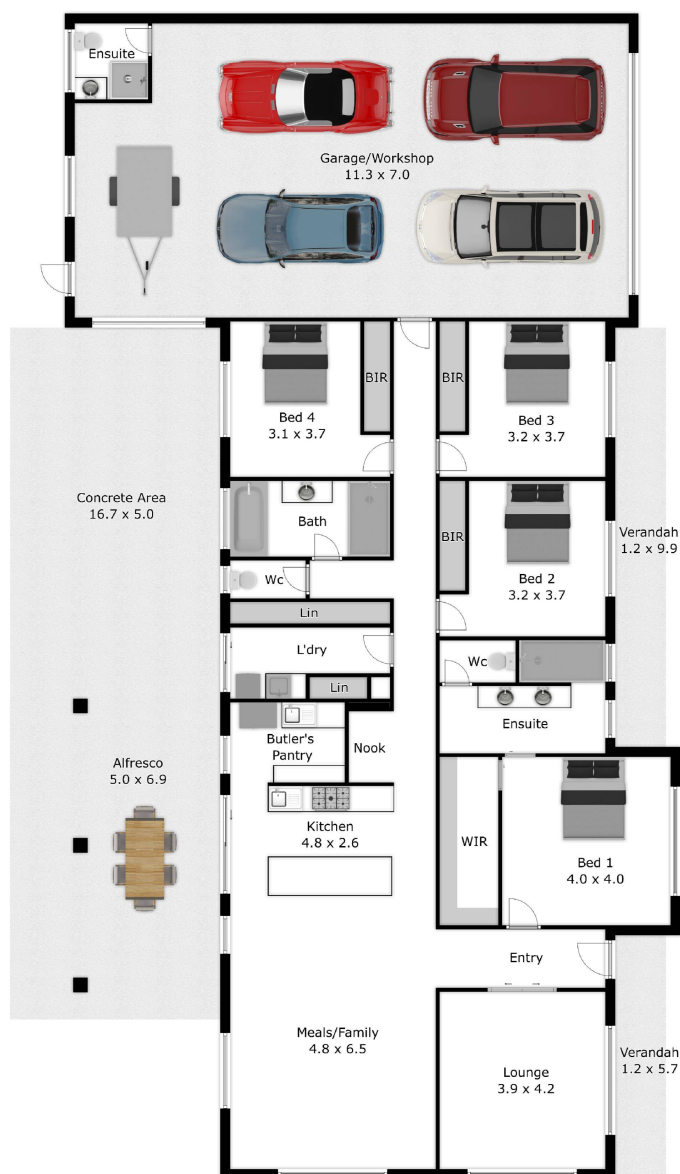 Ensuite
Garage/Workshop
11.3 x 7.0
BIR
BIR
Bed 4
3.1 x 3.7
Bed 3
3.2 x 3.7
Concrete Area
16.7 x 5.0
Bath
BIR
Verandah
1.2 x 9.9
Wc
Bed 2
3.2 x 3.7
Lin
L'dry
Wc
Lin
Ensuite
Butler's
Pantry
Nook
Alfresco
5.0 x 6.9
Kitchen
4.8 x 2.6
WIR
Bed 1
4.0 x 4.0
Entry
Meals/Family
4.8 x 6.5
Lounge
3.9 x 4.2
Verandah
1.2 x 5.7